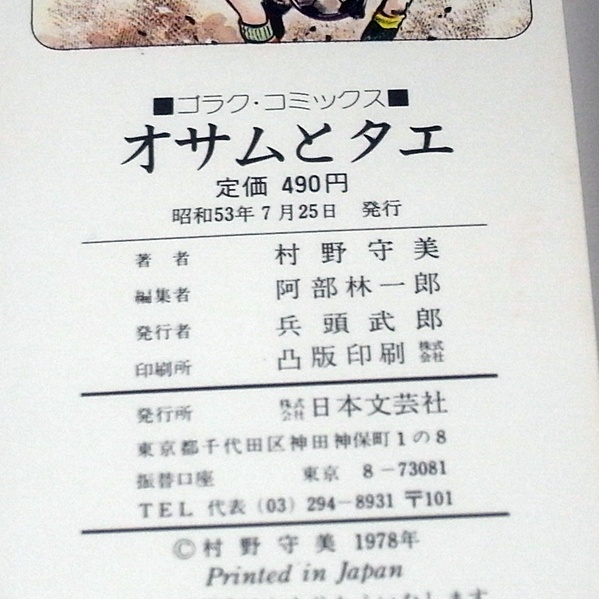 ■ゴラク・コミックス■
オサムとタエ
定価 490円
昭和53年7月25日 発行
著者 村野守美
編集者 阿部林一郎
発行者 兵頭武郎
印刷所 凸版印刷株式会社
発行所 株式会社日本文芸社
東京都千代田区神田神保町1の8
振替口座 東京 8-73081
TEL 代表 (03) 294-8931 〒101
©村野守美 1978年
Printed in Japan